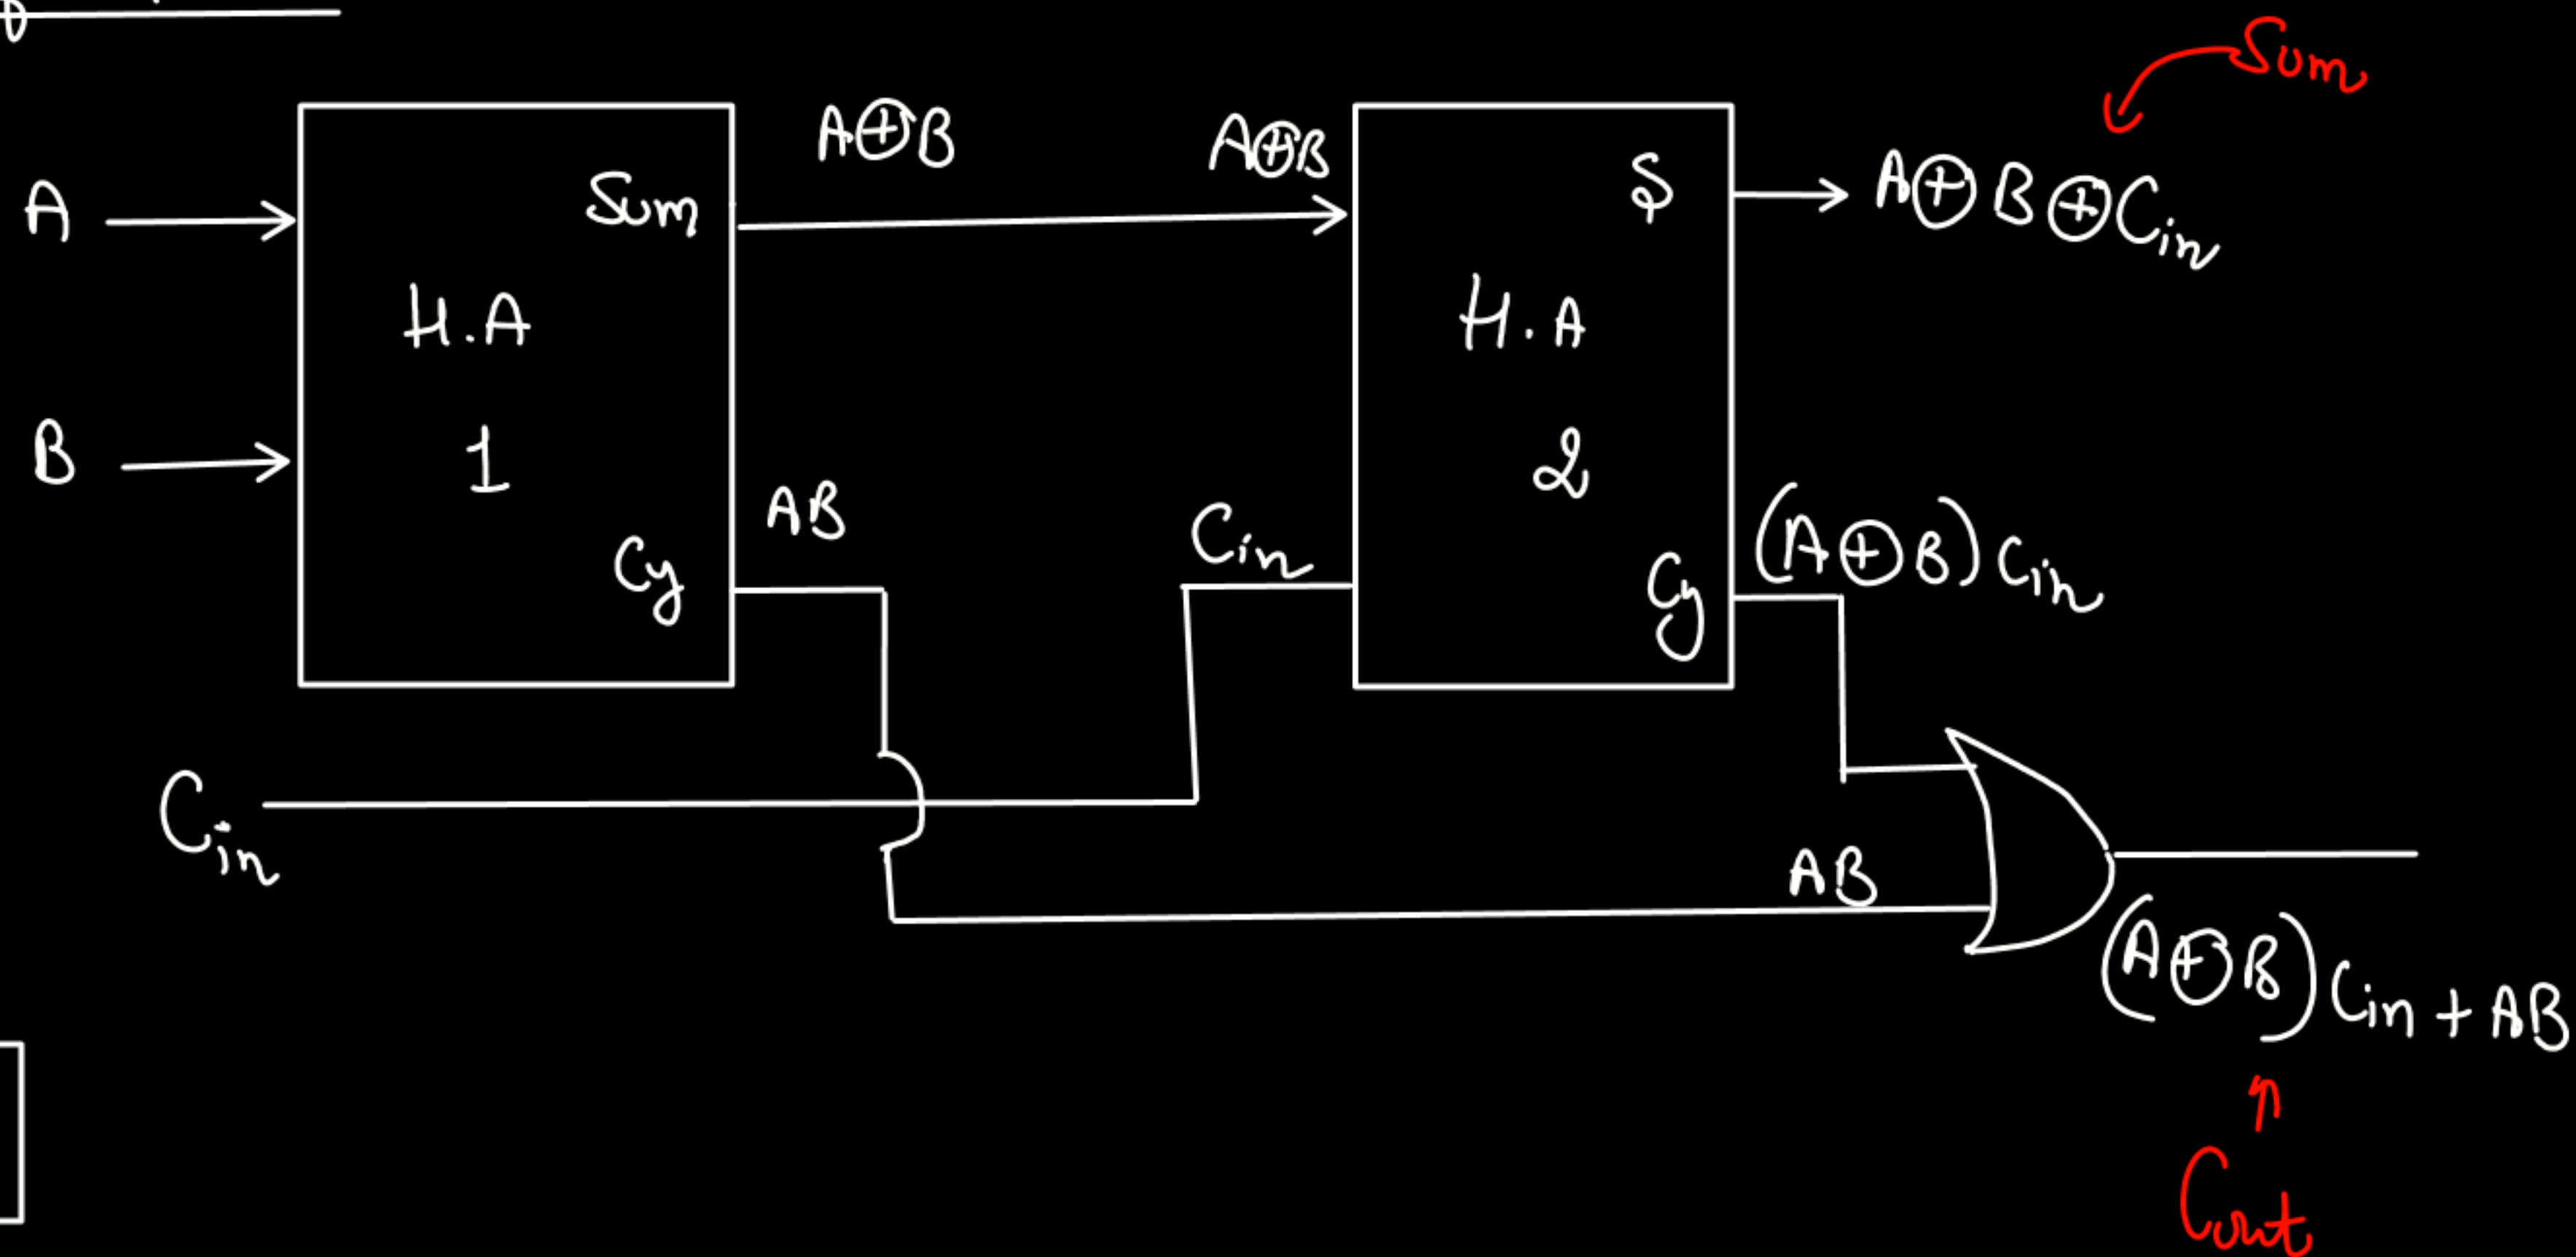 Sum
A⊕B
A⊕B
A
Sum
S
A⊕B⊕Cin
H.A
1
H.A
2
B
AB
Cin
(A⊕B)Cin
Cy
Cy
Cin
AB
(A⊕B)Cin + AB
Cout